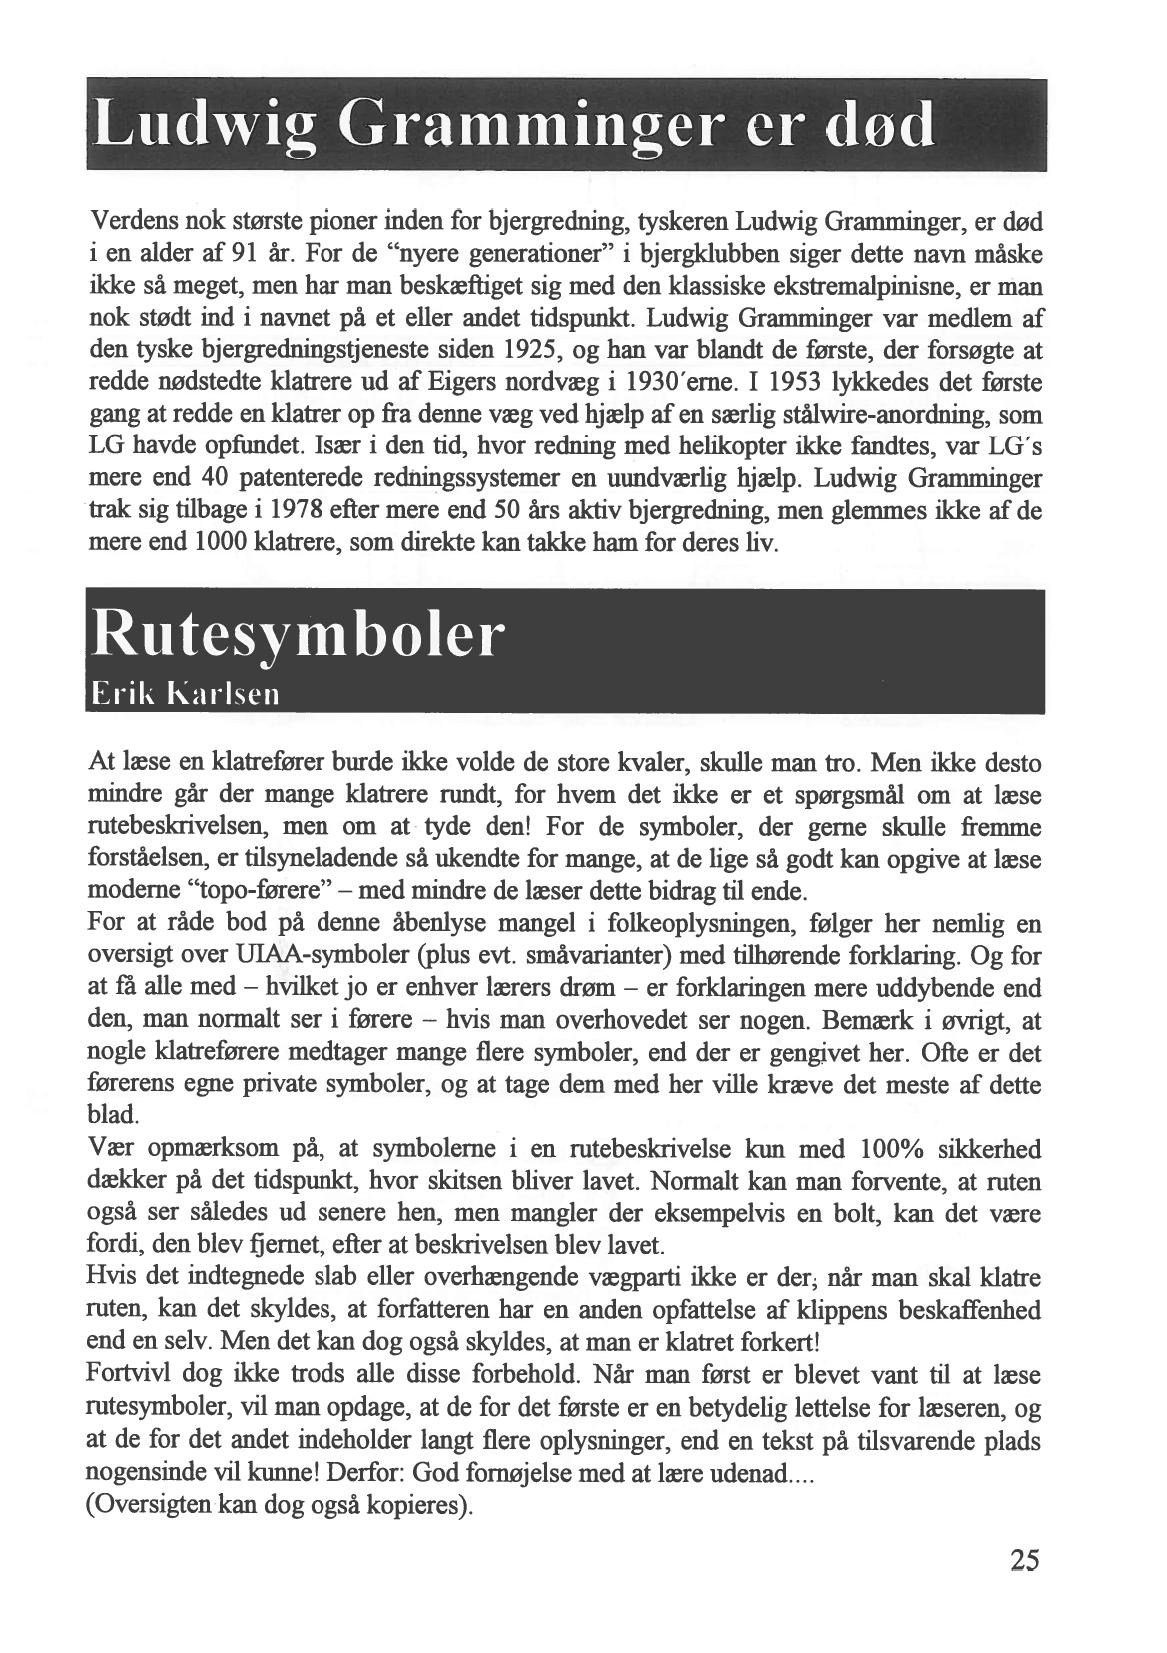 Ludwig Gramminger er død
Verdens nok største pioner inden for bjergredning, tyskeren Ludwig Gramminger, er død
i en alder af 91 år. For de “nyere generationer” i bjergklubben siger dette navn måske
ikke så meget, men har man beskæftiget sig med den klassiske ekstremalpinisne, er man
nok stødt ind i navnet på et eller andet tidspunkt. Ludwig Gramminger var medlem af
den tyske bjergredningstjeneste siden 1925, og han var blandt de første, der forsøgte at
redde nødstedte klatrere ud af Eigers nordvæg i 1930´erne. I 1953 lykkedes det første
gang at redde en klatrer op fra denne væg ved hjælp af en særlig stålwire-anordning, som
LG havde opfundet. Især i den tid, hvor redning med helikopter ikke fandtes, var LG´s
mere end 40 patenterede redningssystemer en uundværlig hjælp. Ludwig Gramminger
trak sig tilbage i 1978 efter mere end 50 års aktiv bjergredning, men glemmes ikke af de
mere end 1000 klatrere, som direkte kan takke ham for deres liv.
Rutesymboler
Erik Karlsen
At læse en klatrefører burde ikke volde de store kvaler, skulle man tro. Men ikke desto
mindre går der mange klatrere rundt, for hvem det ikke er et spørgsmål om at læse
rutebeskrivelsen, men om at tyde den! For de symboler, der gerne skulle fremme
forståelsen, er tilsyneladende så ukendte for mange, at de lige så godt kan opgive at læse
moderne “topo-førere” – med mindre de læser dette bidrag til ende.
For at råde bod på denne åbenlyse mangel i folkeoplysningen, følger her nemlig en
oversigt over UIAA-symboler (plus evt. småvarianter) med tilhørende forklaring. Og for
at få alle med – hvilket jo er enhver lærers drøm – er forklaringen mere uddybende end
den, man normalt ser i førere – hvis man overhovedet ser nogen. Bemærk i øvrigt, at
nogle klatreførere medtager mange flere symboler, end der er gengivet her. Ofte er det
førerens egne private symboler, og at tage dem med her ville kræve det meste af dette
blad.
Vær opmærksom på, at symbolerne i en rutebeskrivelse kun med 100% sikkerhed
dækker på det tidspunkt, hvor skitsen bliver lavet. Normalt kan man forvente, at ruten
også ser således ud senere hen, men mangler der eksempelvis en bolt, kan det være
fordi, den blev fjernet, efter at beskrivelsen blev lavet.
Hvis det indtegnede slab eller overhængende vægparti ikke er der, når man skal klatre
ruten, kan det skyldes, at forfatteren har en anden opfattelse af klippens beskaffenhed
end en selv. Men det kan dog også skyldes, at man er klatret forkert!
Fortvivl dog ikke trods alle disse forbehold. Når man først er blevet vant til at læse
rutesymboler, vil man opdage, at de for det første er en betydelig lettelse for læseren, og
at de for det andet indeholder langt flere oplysninger, end en tekst på tilsvarende plads
nogensinde vil kunne! Derfor: God fornøjelse med at lære udenad....
(Oversigten kan dog også kopieres).
25